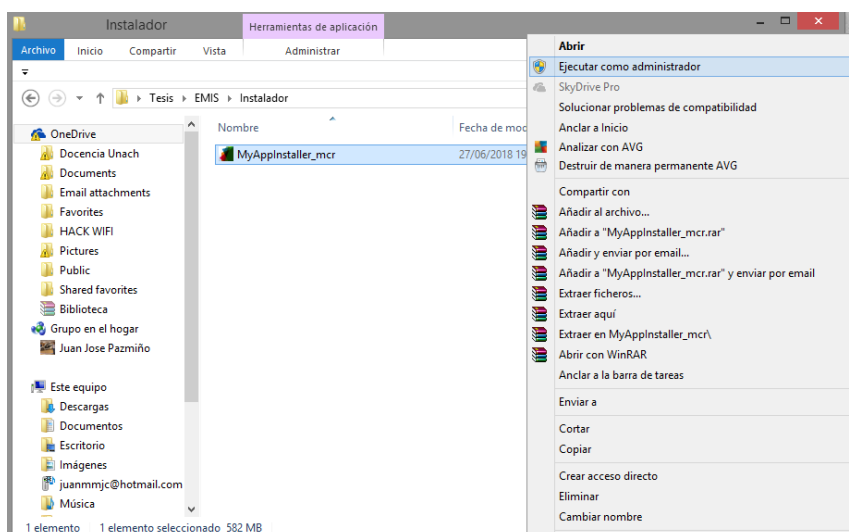 Instalador
Herramientas de aplicación
Archivo Inicio Compartir Vista Administrar
Tesis EMIS Instalador
Nombre Fecha de moc
MyAppInstaller_mcr 27/06/2018 19
OneDrive
Docencia Unach
Documents
Email attachments
Favorites
HACK WIFI
Pictures
Public
Shared favorites
Biblioteca
Grupo en el hogar
Juan Jose Pazmiño
Este equipo
Descargas
Documentos
Escritorio
Imágenes
juanmmjc@hotmail.com
Música
1 elemento 1 elemento seleccionado 582 MB
Abrir
Ejecutar como administrador
SkyDrive Pro
Solucionar problemas de compatibilidad
Anclar a Inicio
Analizar con AVG
Destruir de manera permanente AVG
Compartir con
Añadir al archivo...
Añadir a "MyAppInstaller_mcr.rar"
Añadir y enviar por email...
Añadir a "MyAppInstaller_mcr.rar" y enviar por email
Extraer ficheros...
Extraer aquí
Extraer en MyAppInstaller_mcr\
Abrir con WinRAR
Anclar a la barra de tareas
Enviar a
Cortar
Copiar
Crear acceso directo
Eliminar
Cambiar nombre